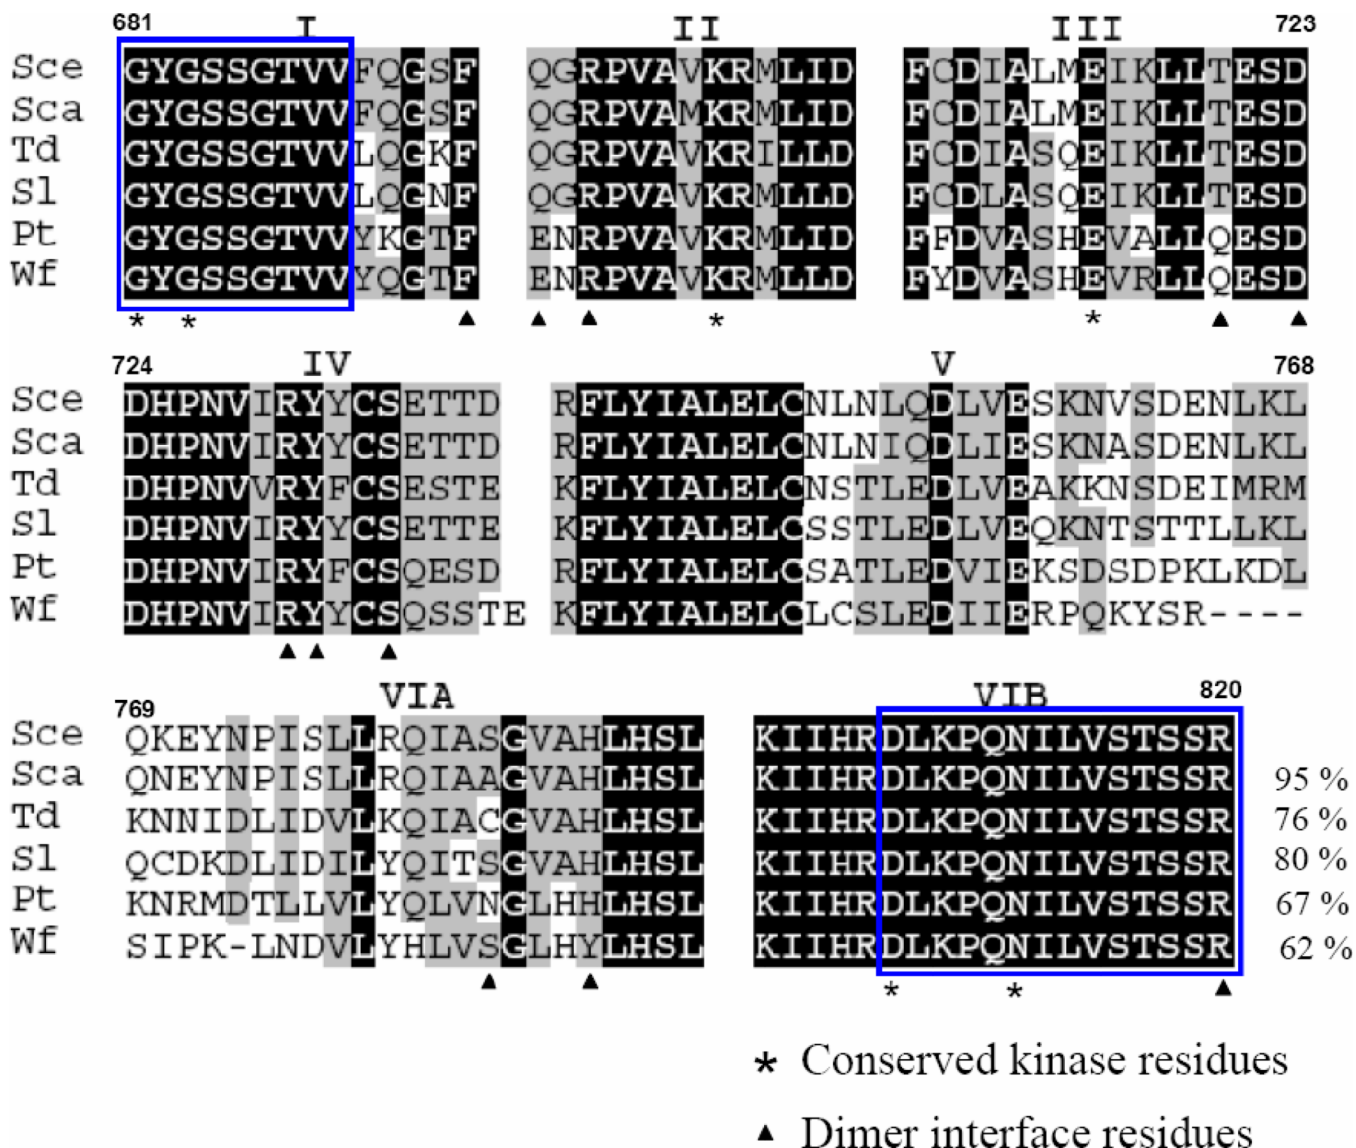 681 I II III 723
Sce GYGSSGTVVFQGSF QGRPVAVKRMLID FCDIALMEIKLLTESD
Sca GYGSSGTVVFQGSF QGRPVAMKRMLID FCDIALMEIKLLTESD
Td GYGSSGTVVLQGKF QGRPVAVKRILLD FCDIASQEIKLLTESD
Sl GYGSSGTVVLQGNF QGRPVAVKRMLLD FCDLASQEIKLLTESD
Pt GYGSSGTVVYKGTF ENRPVAVKRMLID FFDVASHEVALLQESD
Wf GYGSSGTVVYQGTF ENRPVAVKRMLLD FYDVASHEVRLLQESD
* * ▲ ▲ ▲ * * ▲ ▲
724 IV V 768
Sce DHPNVIRYYCSETTD RFLYIALELCNLNLQDLVESKNVSDENLKL
Sca DHPNVIRYYCSETTD RFLYIALELCNLNIQDLIESKNASDENLKL
Td DHPNVVRYFCSESTE KFLYIALELCNSTLEDLVEAKKNSDEIMRM
Sl DHPNVIRYYCSETTE KFLYIALELCSSTLEDLVEQKNTSTTLLKL
Pt DHPNVIRYFCSQESD RFLYIALELCSATLEDVIEKSDSDPKLKDL
Wf DHPNVIRYYCSQSSTE KFLYIALELCLCSLEDIIERPQKYSR----
▲ ▲ ▲
769 VIA VIB 820
Sce QKEYNPISLLRQIASGVAHLHSL KIIHRDLKPQNILVSTSSR
Sca QNEYNPISLLRQIAAGVAHLHSL KIIHRDLKPQNILVSTSSR 95 %
Td KNNIDLIDVLKQIACGVAHLHSL KIIHRDLKPQNILVSTSSR 76 %
Sl QCDKDLIDILYQITSGVAHLHSL KIIHRDLKPQNILVSTSSR 80 %
Pt KNRMDTLLVLYQLVNGLHHLHSL KIIHRDLKPQNILVSTSSR 67 %
Wf SIPK-LNDVLYHLVSGLHYLHSL KIIHRDLKPQNILVSTSSR 62 %
▲ ▲ * * ▲
* Conserved kinase residues
▲ Dimer interface residues